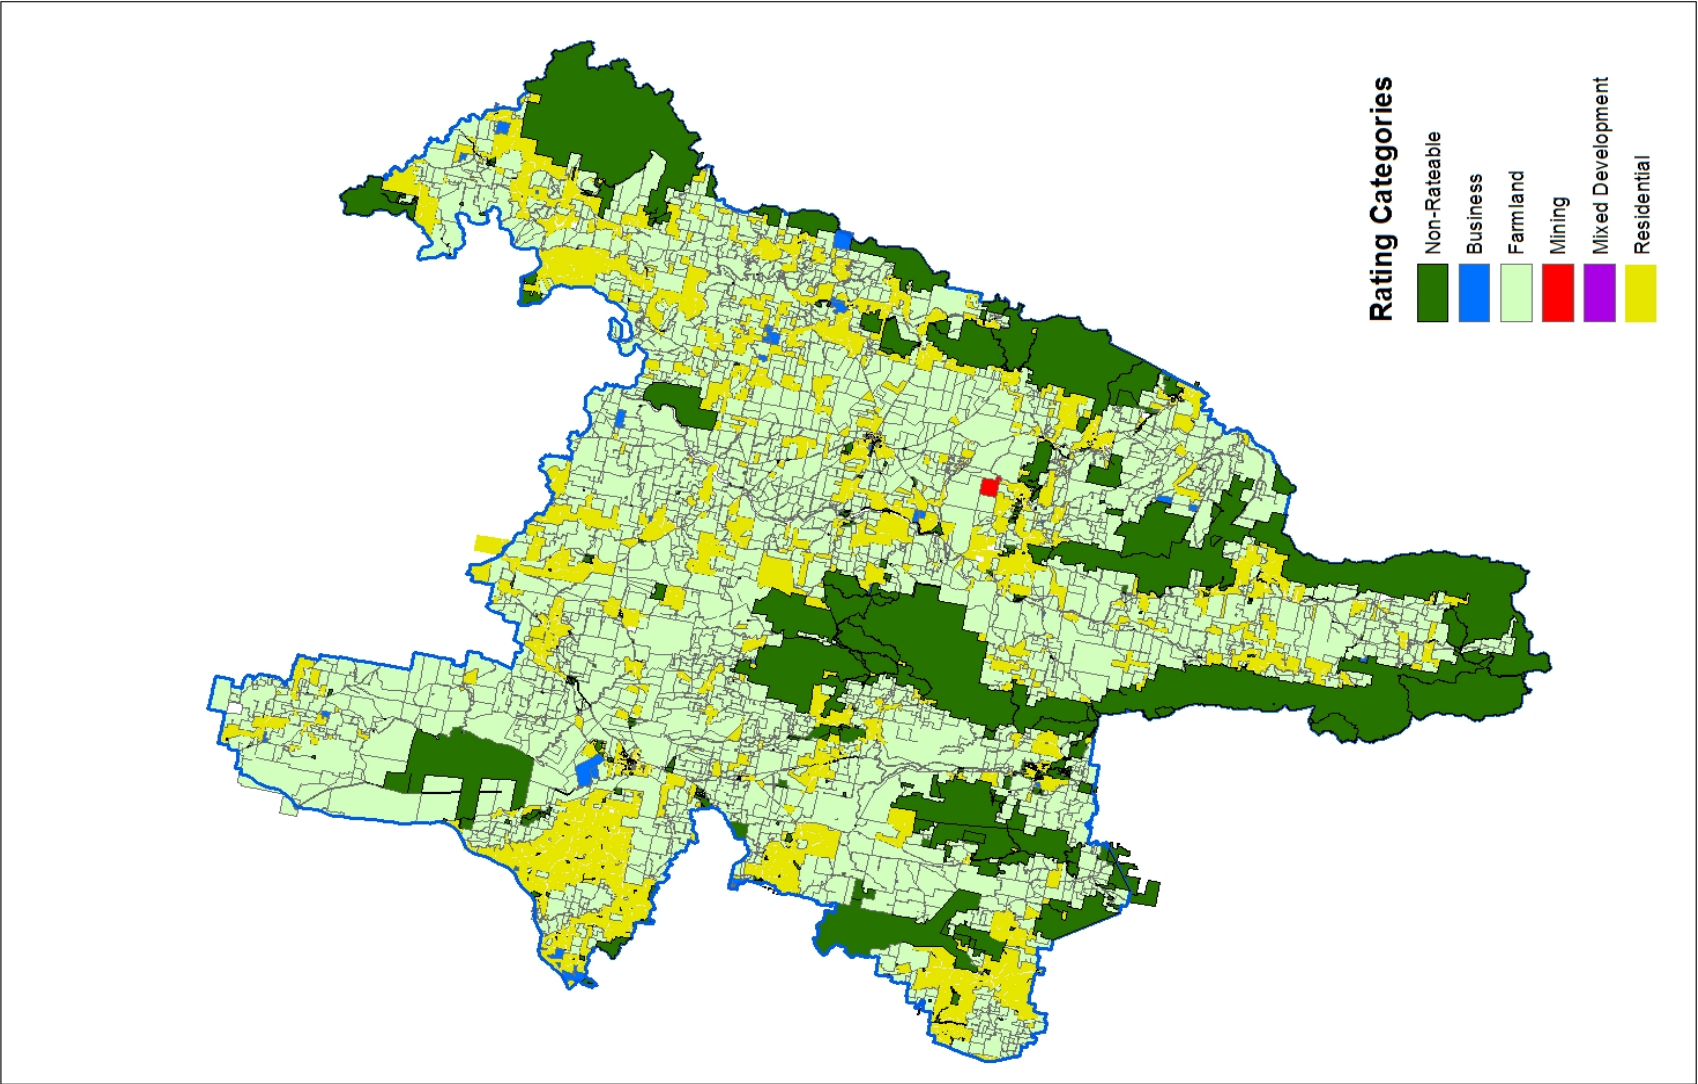 Rating Categories
Non-Rateable
Business
Farmland
Mining
Mixed Development
Residential